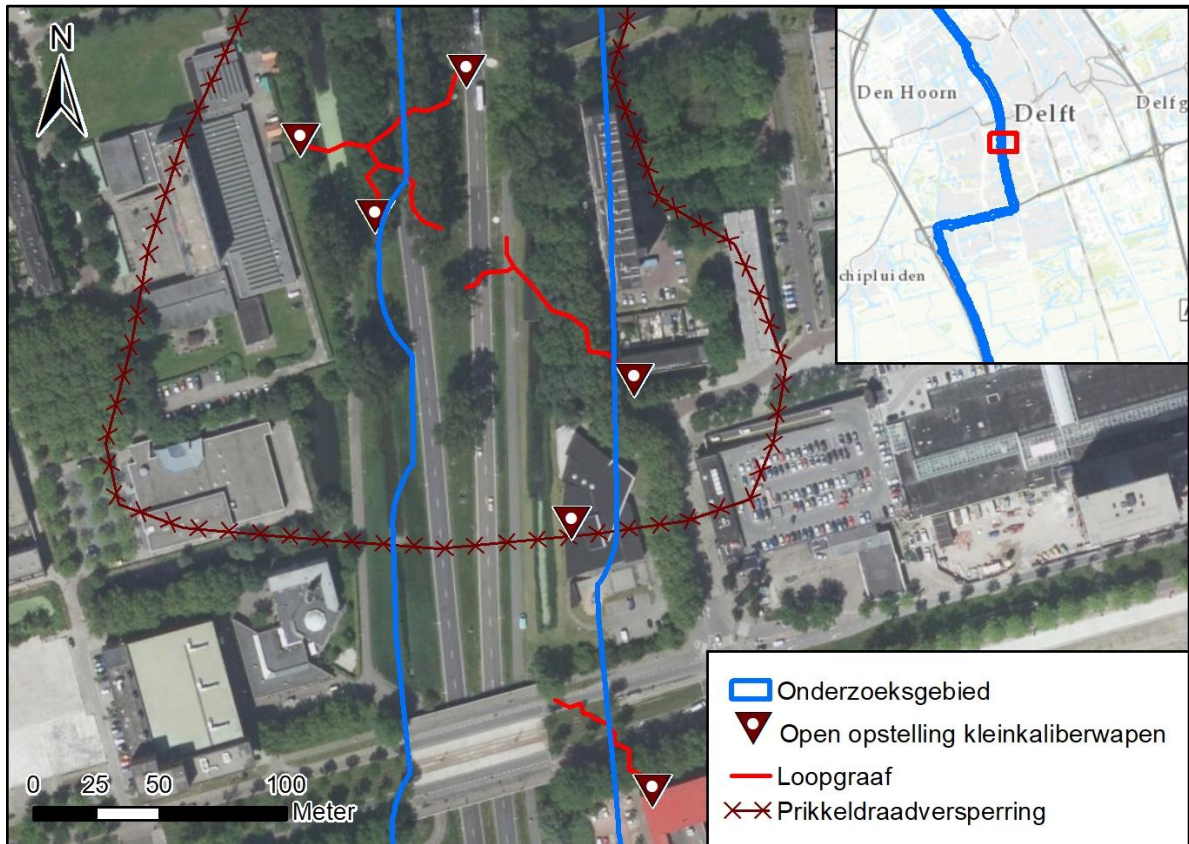 N
Den Hoorn
Delft
Delfg
chipluiden
A
Onderzoeksgebied
Open opstelling kleinkaliberwapen
Loopgraaf
Prikkeldraadversperring
0 25 50 100
Meter